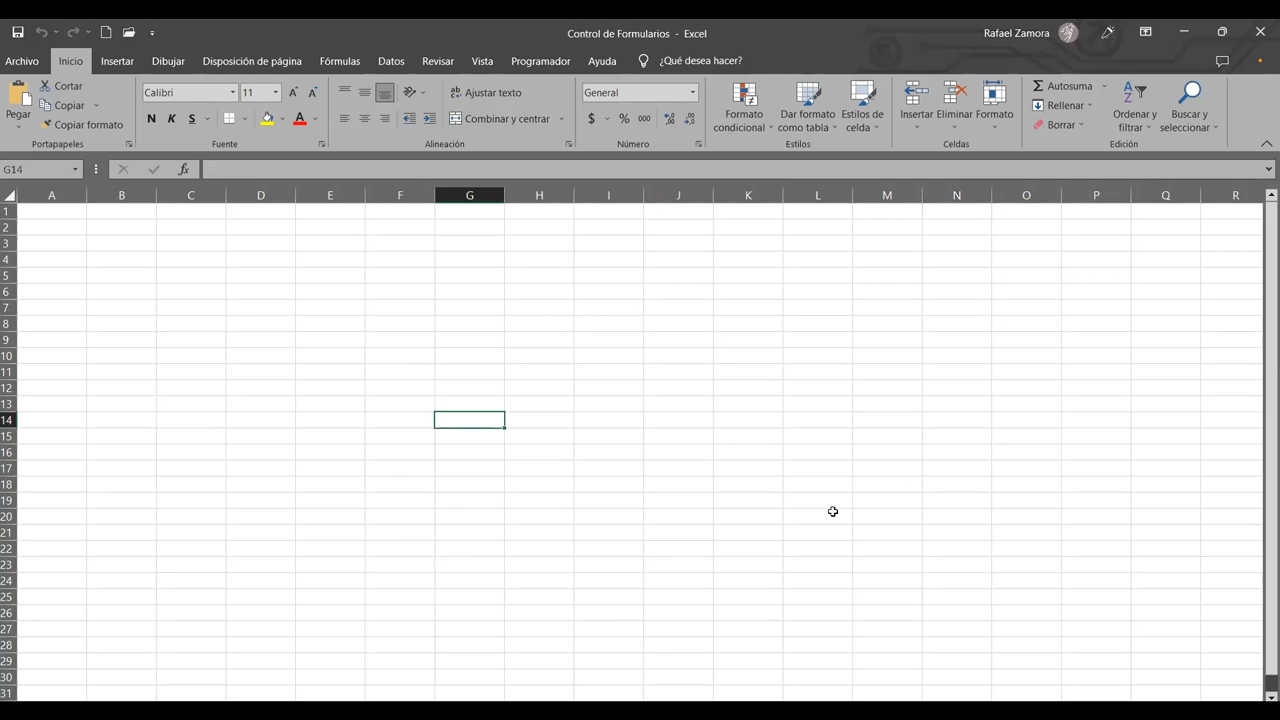 Control de Formularios - Excel
Rafael Zamora
Archivo Inicio Insertar Dibujar Disposición de página Fórmulas Datos Revisar Vista Programador Ayuda ¿Qué desea hacer?
Pegar
Cortar
Copiar
Copiar formato
Portapapeles
Calibri 11
N K S
Fuente
Ajustar texto
Combinar y centrar
Alineación
General
$ % 000
Número
Formato condicional
Dar formato como tabla
Estilos de celda
Estilos
Insertar Eliminar Formato
Celdas
Autosuma
Rellenar
Borrar
Ordenar y filtrar
Buscar y seleccionar
Edición
G14 fx
A B C D E F G H I J K L M N O P Q R
1
2
3
4
5
6
7
8
9
10
11
12
13
14
15
16
17
18
19
20
21
22
23
24
25
26
27
28
29
30
31